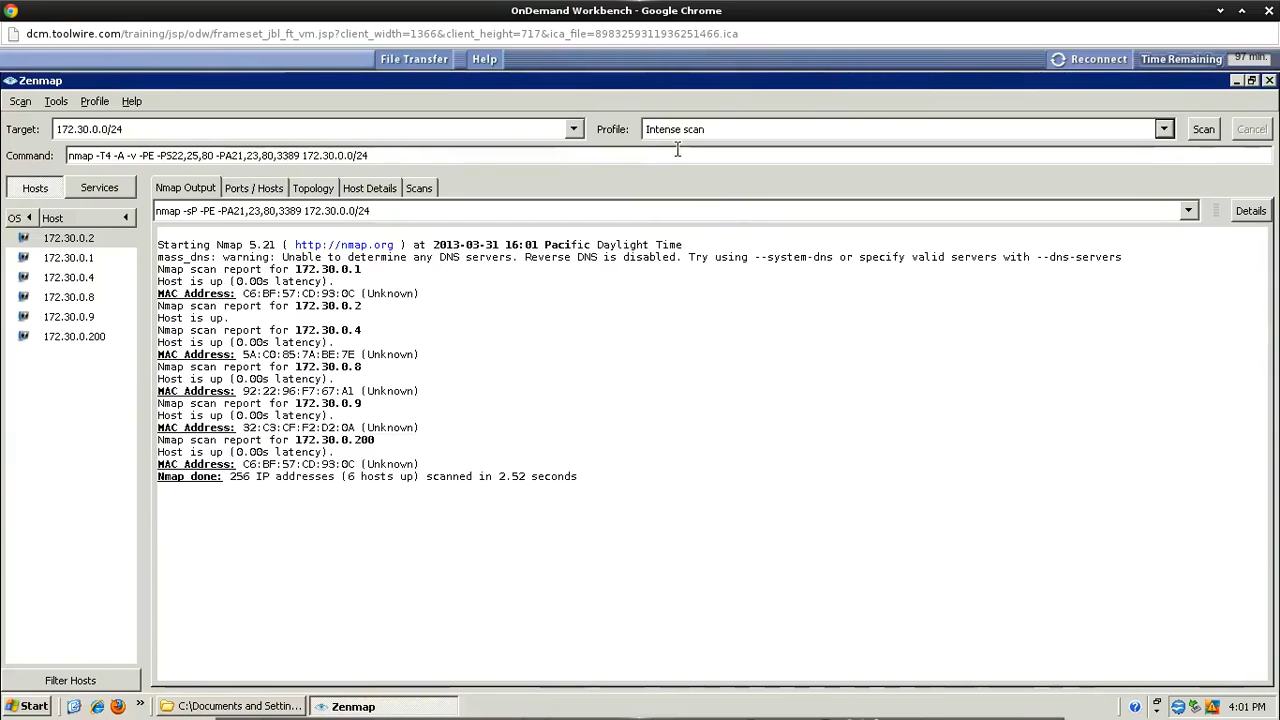 OnDemand Workbench - Google Chrome
dcm.toolwire.com/training/jsp/odw/frameset_jbl_ft_vm.jsp?client_width=1366&client_height=717&ica_file=8983259311936251466.ica
File Transfer Help Reconnect Time Remaining 97 min.
Zenmap
Scan Tools Profile Help
Target: 172.30.0.0/24 Profile: Intense scan Scan Cancel
Command: nmap -T4 -A -v -PE -PS22,25,80 -PA21,23,80,3389 172.30.0.0/24
Hosts Services Nmap Output Ports / Hosts Topology Host Details Scans
OS Host nmap -sP -PE -PA21,23,80,3389 172.30.0.0/24 Details
172.30.0.2
172.30.0.1
172.30.0.4
172.30.0.8
172.30.0.9
172.30.0.200
Starting Nmap 5.21 ( http://nmap.org ) at 2013-03-31 16:01 Pacific Daylight Time
mass_dns: warning: Unable to determine any DNS servers. Reverse DNS is disabled. Try using --system-dns or specify valid servers with --dns-servers
Nmap scan report for 172.30.0.1
Host is up (0.00s latency).
MAC Address: C6:BF:57:CD:93:0C (Unknown)
Nmap scan report for 172.30.0.2
Host is up.
Nmap scan report for 172.30.0.4
Host is up (0.00s latency).
MAC Address: 5A:C0:85:7A:BE:7E (Unknown)
Nmap scan report for 172.30.0.8
Host is up (0.00s latency).
MAC Address: 92:22:96:F7:67:A1 (Unknown)
Nmap scan report for 172.30.0.9
Host is up (0.00s latency).
MAC Address: 32:C3:CF:F2:D2:0A (Unknown)
Nmap scan report for 172.30.0.200
Host is up (0.00s latency).
MAC Address: C6:BF:57:CD:93:0C (Unknown)
Nmap done: 256 IP addresses (6 hosts up) scanned in 2.52 seconds
Filter Hosts
Start » C:\Documents and Settin... Zenmap 4:01 PM